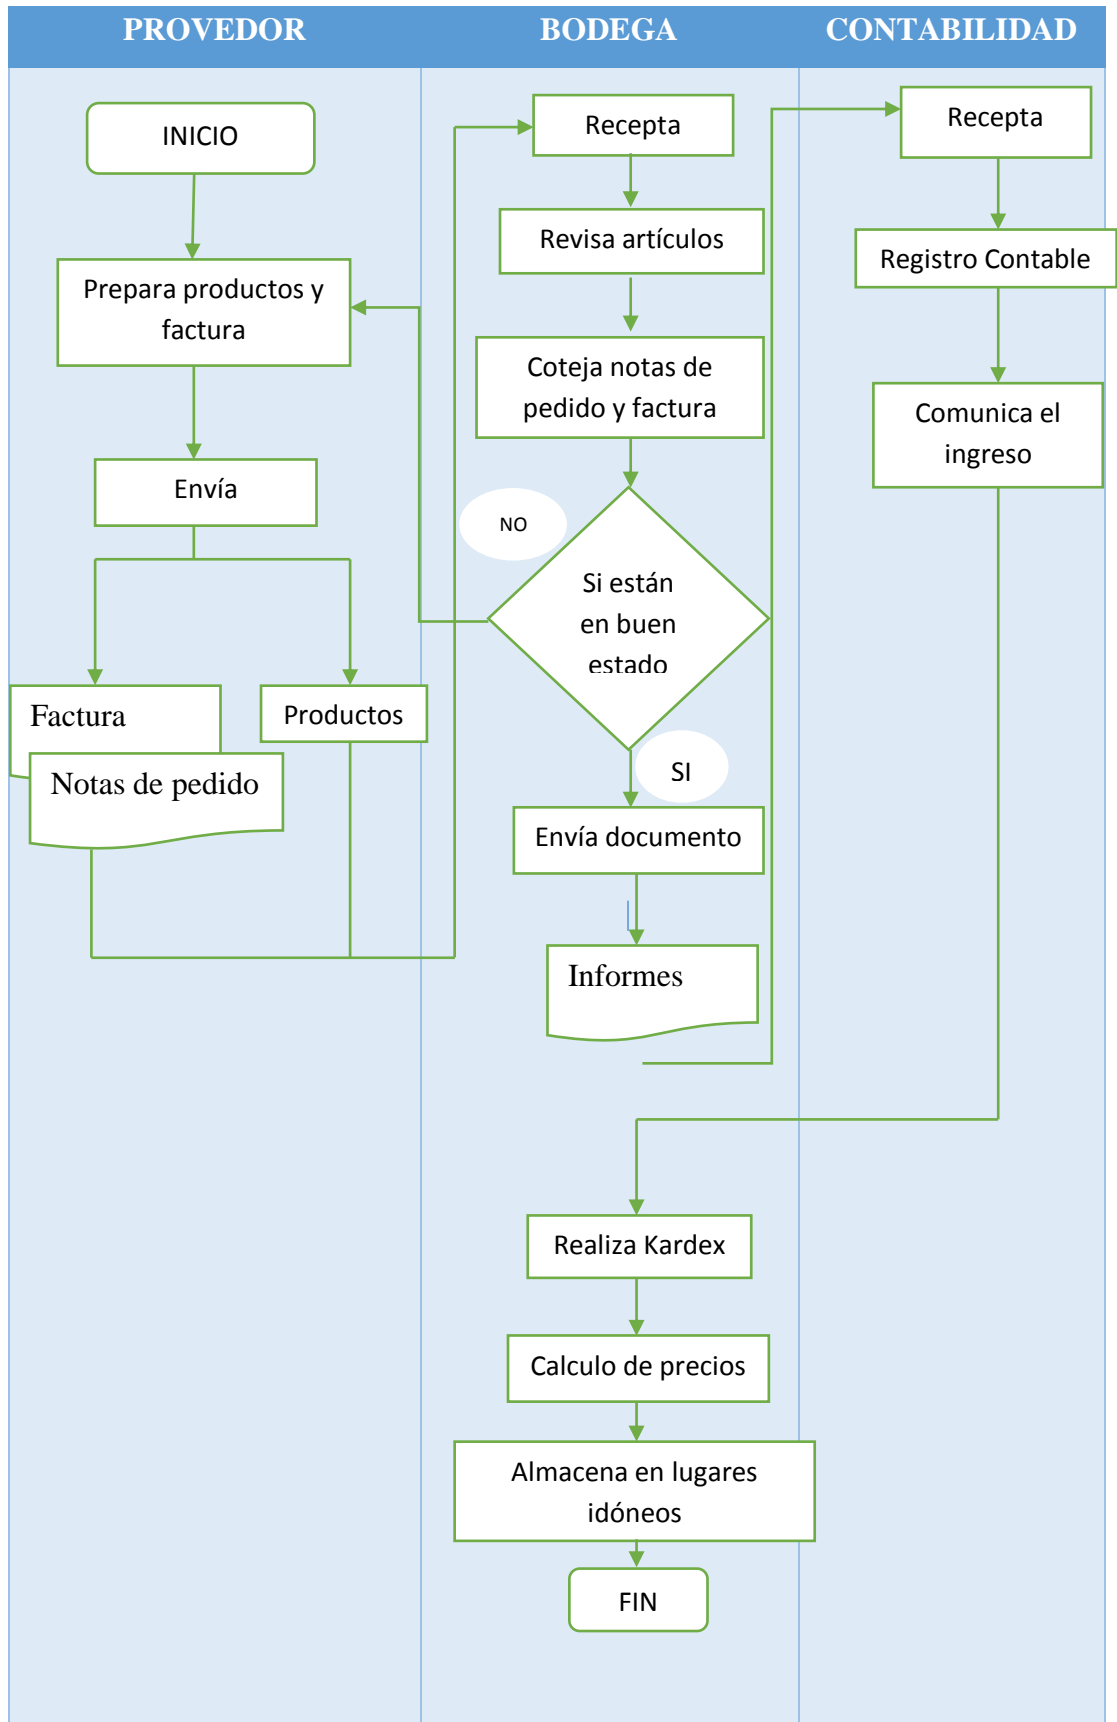 PROVEDOR
BODEGA
CONTABILIDAD
INICIO
Prepara productos y
factura
Envía
Factura
Notas de pedido
Productos
Recepta
Revisa artículos
Coteja notas de
pedido y factura
NO
Si están
en buen
estado
SI
Envía documento
Informes
Recepta
Registro Contable
Comunica el
ingreso
Realiza Kardex
Calculo de precios
Almacena en lugares
idóneos
FIN